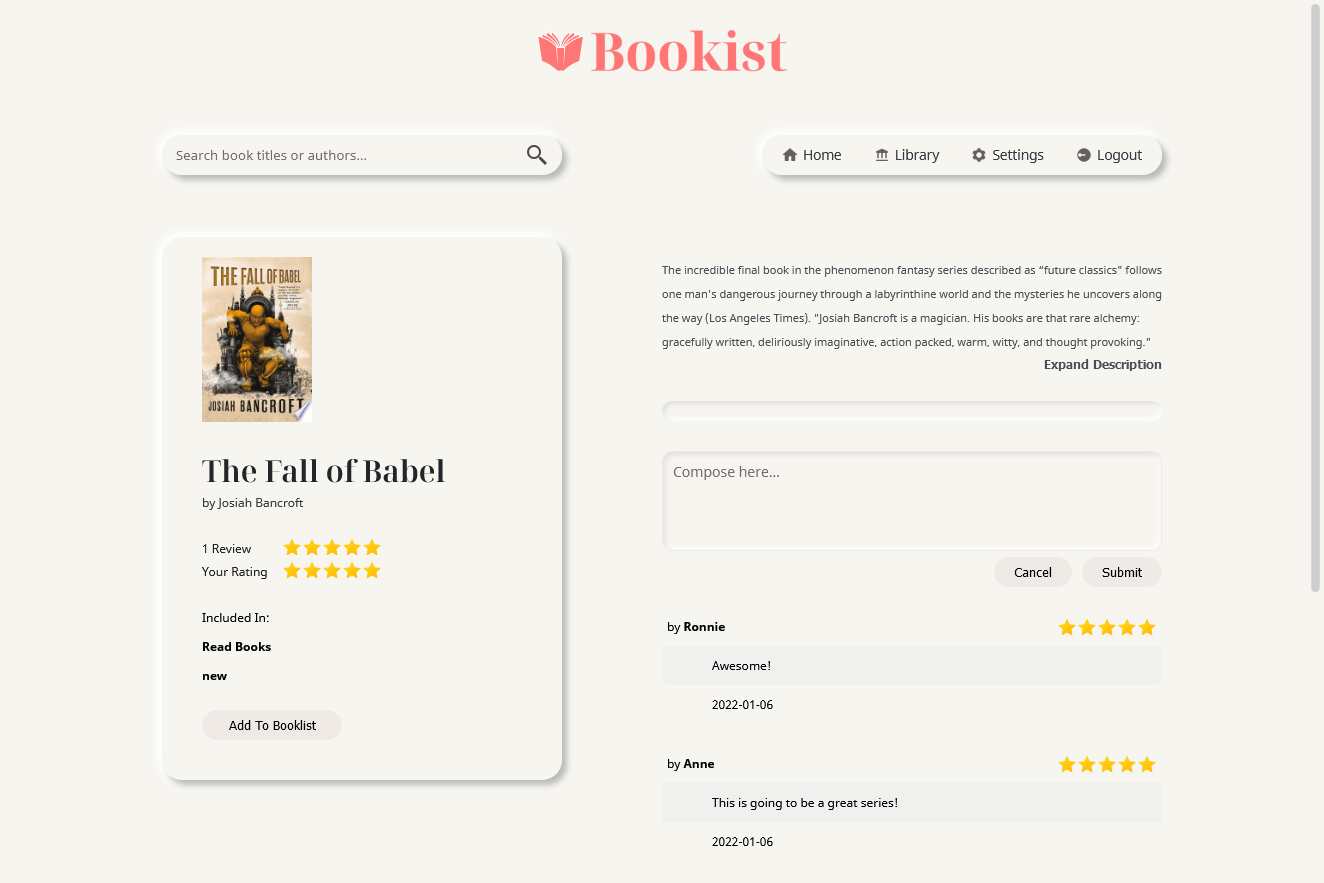 Bookist
Search book titles or authors...
Home
Library
Settings
Logout
THE FALL OF BABEL
JOSIAH BANCROFT
The Fall of Babel
by Josiah Bancroft
1 Review
Your Rating
Included In:
Read Books
new
Add To Booklist
The incredible final book in the phenomenon fantasy series described as “future classics" follows
one man's dangerous journey through a labyrinthine world and the mysteries he uncovers along
the way (Los Angeles Times). "Josiah Bancroft is a magician. His books are that rare alchemy:
gracefully written, deliriously imaginative, action packed, warm, witty, and thought provoking."
Expand Description
Compose here...
Cancel
Submit
by Ronnie
Awesome!
2022-01-06
by Anne
This is going to be a great series!
2022-01-06